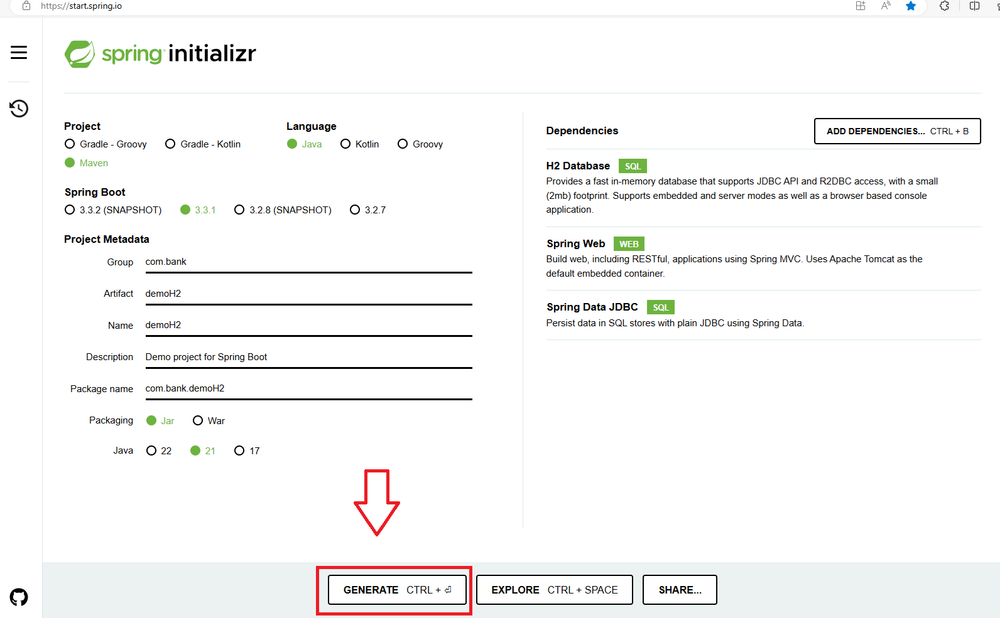 https://start.spring.io
spring initializr
Project
Gradle - Groovy Gradle - Kotlin
Maven
Language
Java Kotlin Groovy
Spring Boot
3.3.2 (SNAPSHOT) 3.3.1 3.2.8 (SNAPSHOT) 3.2.7
Project Metadata
Group com.bank
Artifact demoH2
Name demoH2
Description Demo project for Spring Boot
Package name com.bank.demoH2
Packaging Jar War
Java 22 21 17
Dependencies
ADD DEPENDENCIES... CTRL + B
H2 Database SQL
Provides a fast in-memory database that supports JDBC API and R2DBC access, with a small
(2mb) footprint. Supports embedded and server modes as well as a browser based console
application.
Spring Web WEB
Build web, including RESTful, applications using Spring MVC. Uses Apache Tomcat as the
default embedded container.
Spring Data JDBC SQL
Persist data in SQL stores with plain JDBC using Spring Data.
GENERATE CTRL + ⏎
EXPLORE CTRL + SPACE
SHARE...